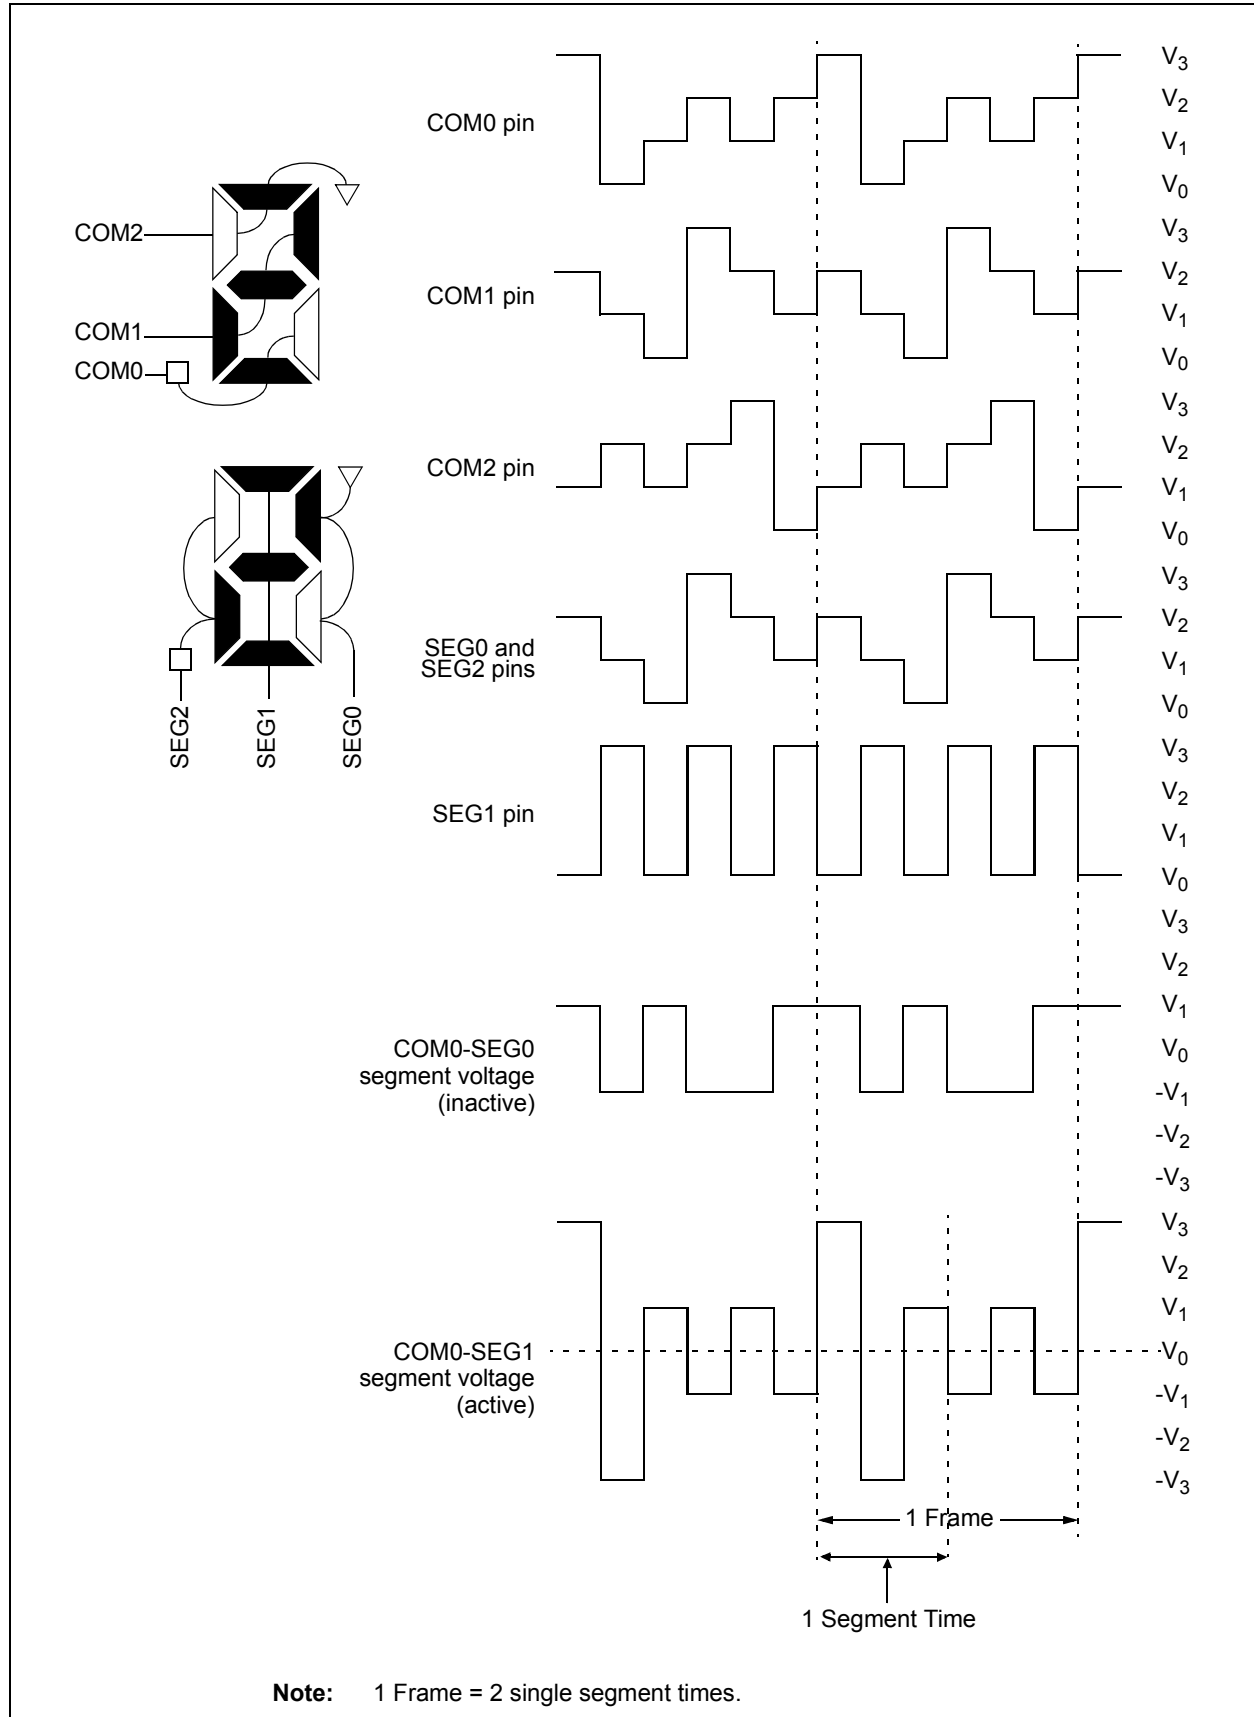 COM2
COM1
COM0
SEG2
SEG1
SEG0
COM0 pin
V3
V2
V1
V0
COM1 pin
V3
V2
V1
V0
COM2 pin
V3
V2
V1
V0
SEG0 and
SEG2 pins
V3
V2
V1
V0
SEG1 pin
V3
V2
V1
V0
COM0-SEG0
segment voltage
(inactive)
V3
V2
V1
V0
-V1
-V2
-V3
COM0-SEG1
segment voltage
(active)
V3
V2
V1
V0
-V1
-V2
-V3
1 Frame
1 Segment Time
Note: 1 Frame = 2 single segment times.